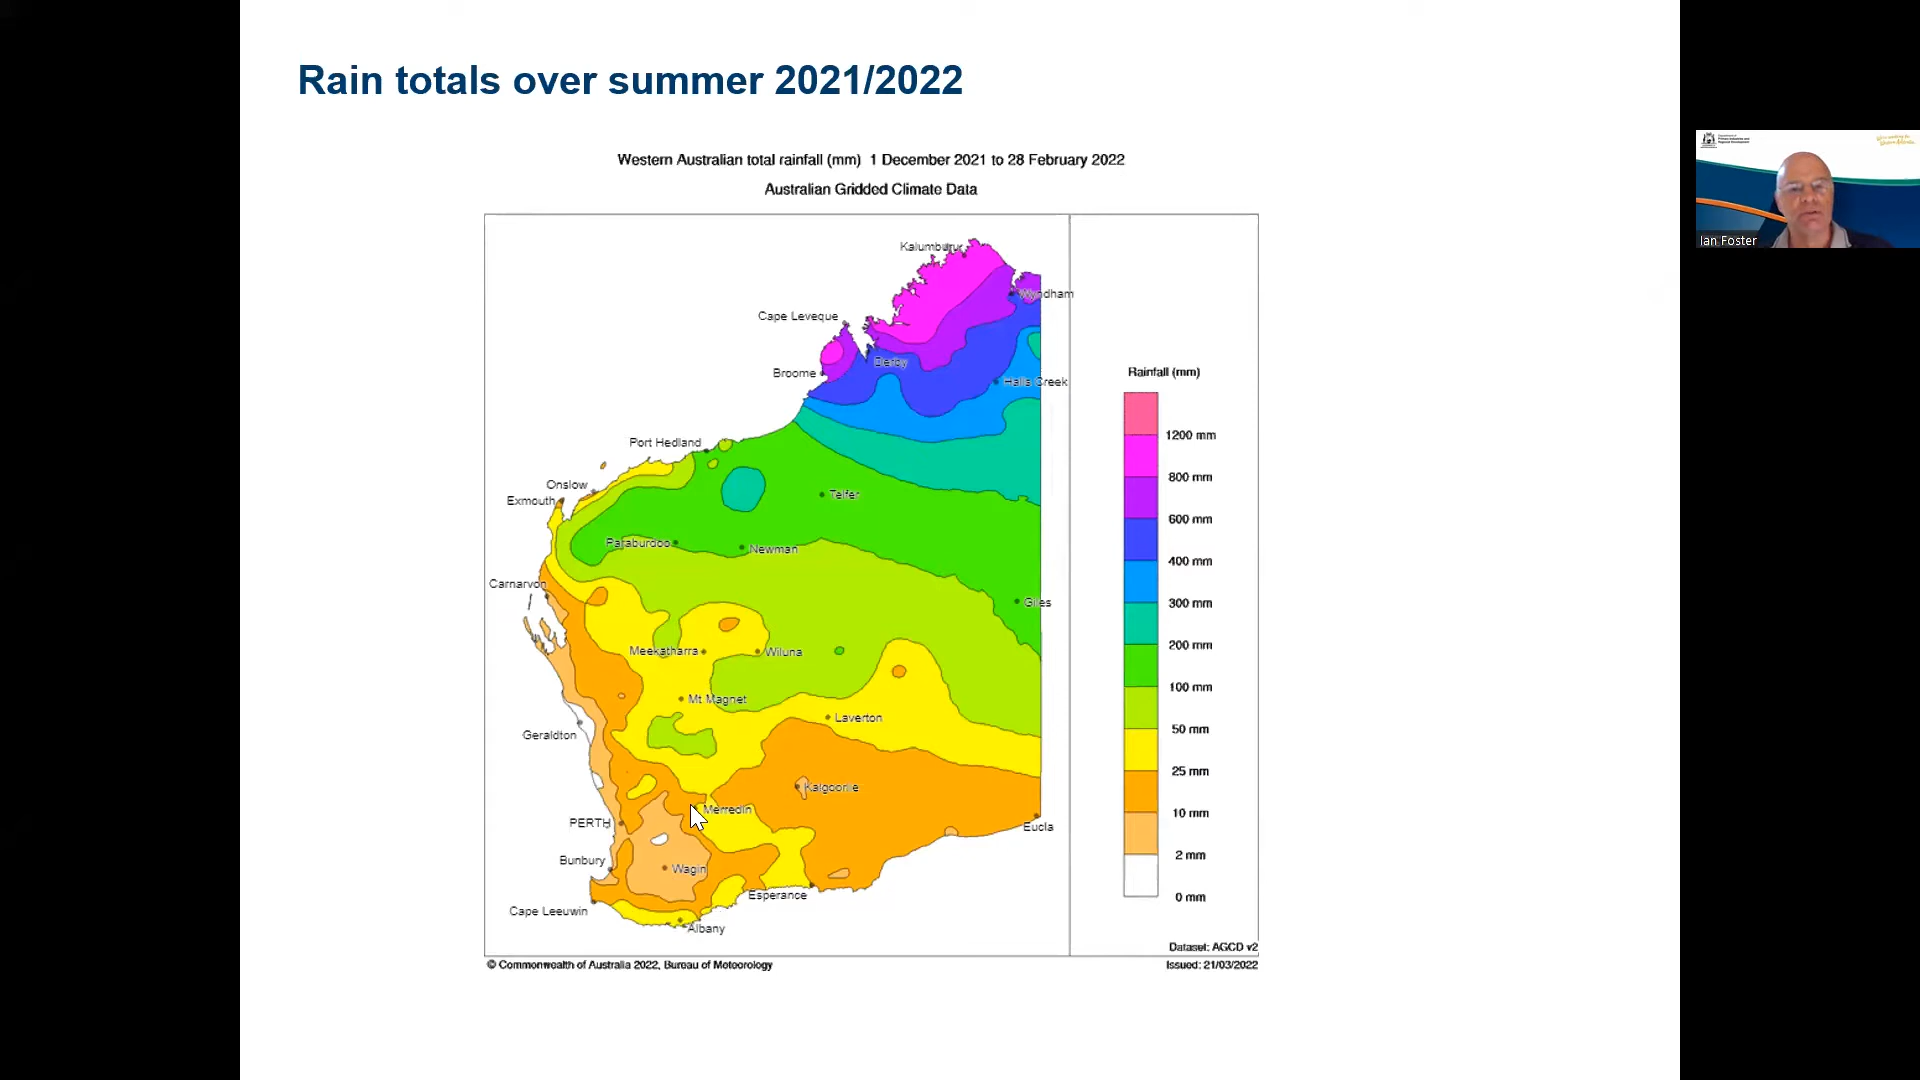 Rain totals over summer 2021/2022
Western Australian total rainfall (mm) 1 December 2021 to 28 February 2022
Australian Gridded Climate Data
Kalumburu
Wyndham
Cape Leveque
Derby
Broome
Halls Creek
Port Hedland
Onslow
Exmouth
Telfer
Paraburdoo
Newman
Carnarvon
Giles
Meekatharra
Wiluna
Mt Magnet
Laverton
Geraldton
Kalgoorlie
Merredin
PERTH
Eucla
Bunbury
Wagin
Esperance
Cape Leeuwin
Albany
Rainfall (mm)
1200 mm
800 mm
600 mm
400 mm
300 mm
200 mm
100 mm
50 mm
25 mm
10 mm
2 mm
0 mm
Dataset: AGCD v2
© Commonwealth of Australia 2022, Bureau of Meteorology
Issued: 21/03/2022
Ian Foster